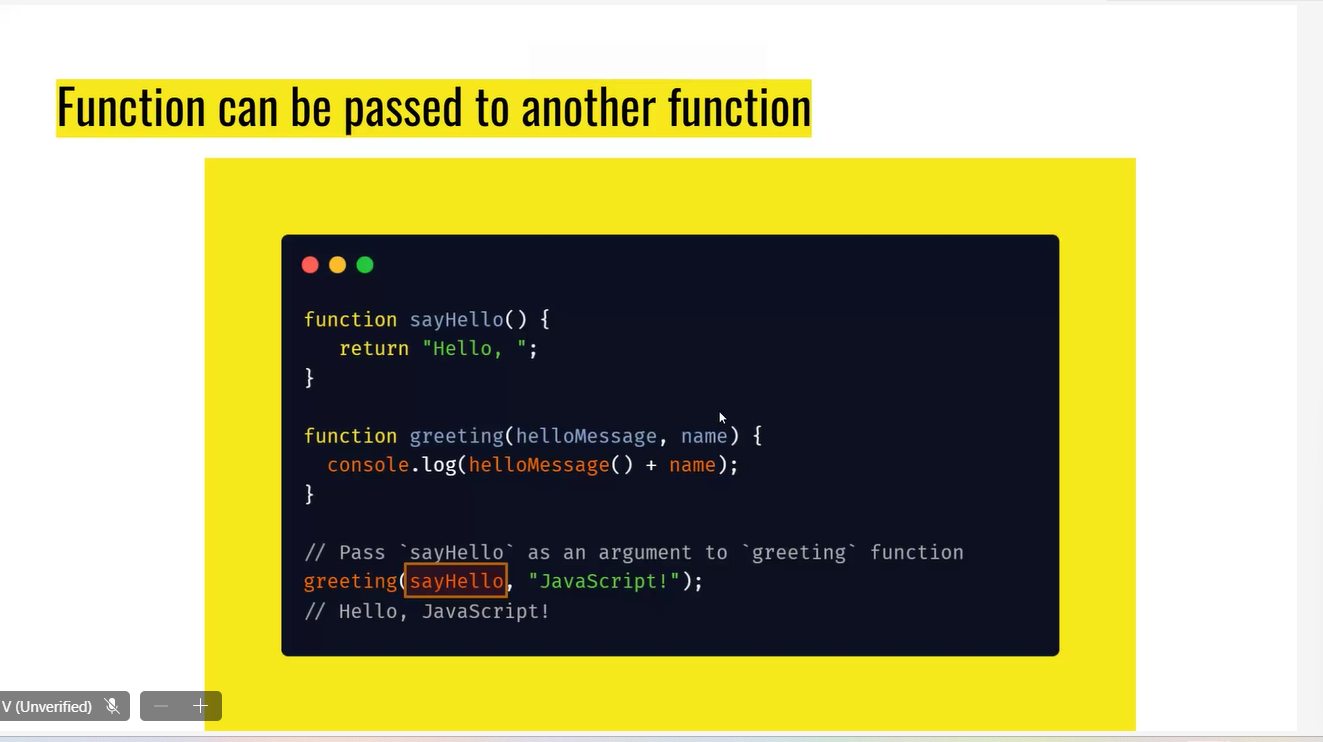 Function can be passed to another function
function sayHello() {
return "Hello, ";
}
function greeting(helloMessage, name) {
console.log(helloMessage() + name);
}
// Pass `sayHello` as an argument to `greeting` function
greeting(sayHello, "JavaScript!");
// Hello, JavaScript!
V (Unverified)